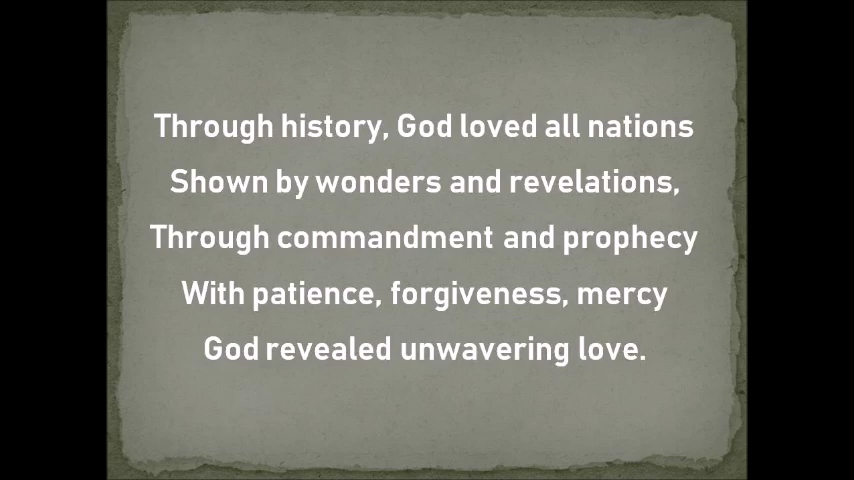 Through history, God loved all nations
Shown by wonders and revelations,
Through commandment and prophecy
With patience, forgiveness, mercy
God revealed unwavering love.